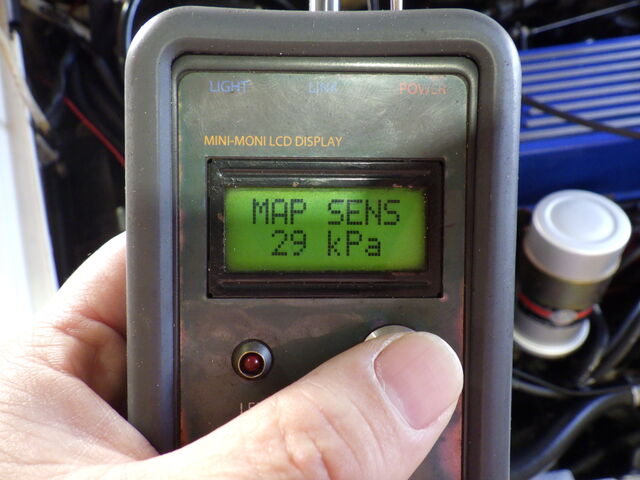 LIGHT LINK POWER
MINI-MONI LCD DISPLAY
MAP SENS
29 kPa